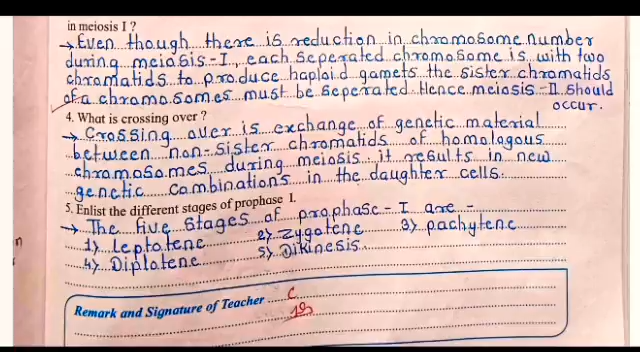 in meiosis I ?
→ Even though there is reduction in chromosome number
during meiosis-I, each seperated chromosome is with two
chromatids to produce haploid gamets the sister chromatids
of a chromosomes must be seperated Hence meiosis-II should
occur.
4. What is crossing over ?
→ Crossing over is exchange of genetic material
between non-sister chromatids of homologous
chromosomes during meiosis it results in new
genetic combinations in the daughter cells.
5. Enlist the different stages of prophase I.
→ The five stages of prophase-I are -
1) Leptotene 2) Zygotene 3) pachytene
4) Diplotene 5) Dikinesis
Remark and Signature of Teacher